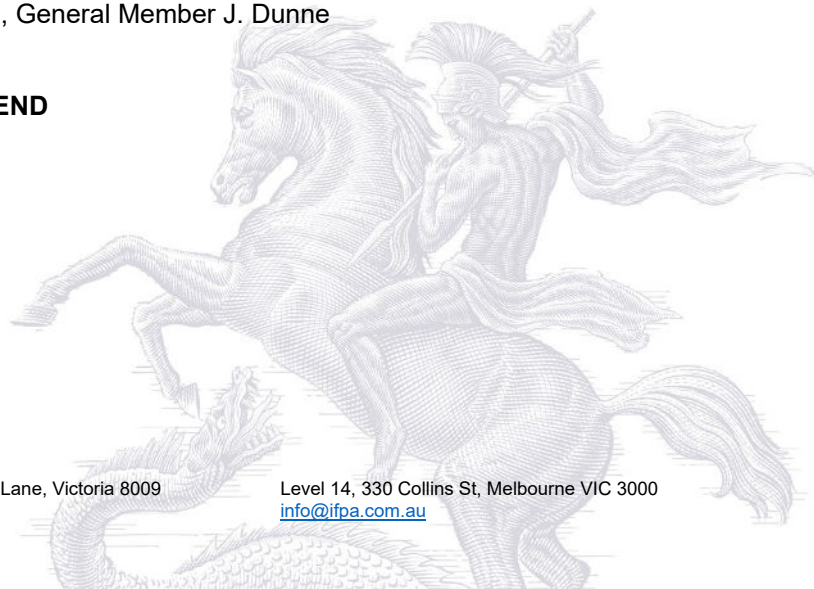 , General Member J. Dunne
END
Lane, Victoria 8009
Level 14, 330 Collins St, Melbourne VIC 3000
info@ifpa.com.au